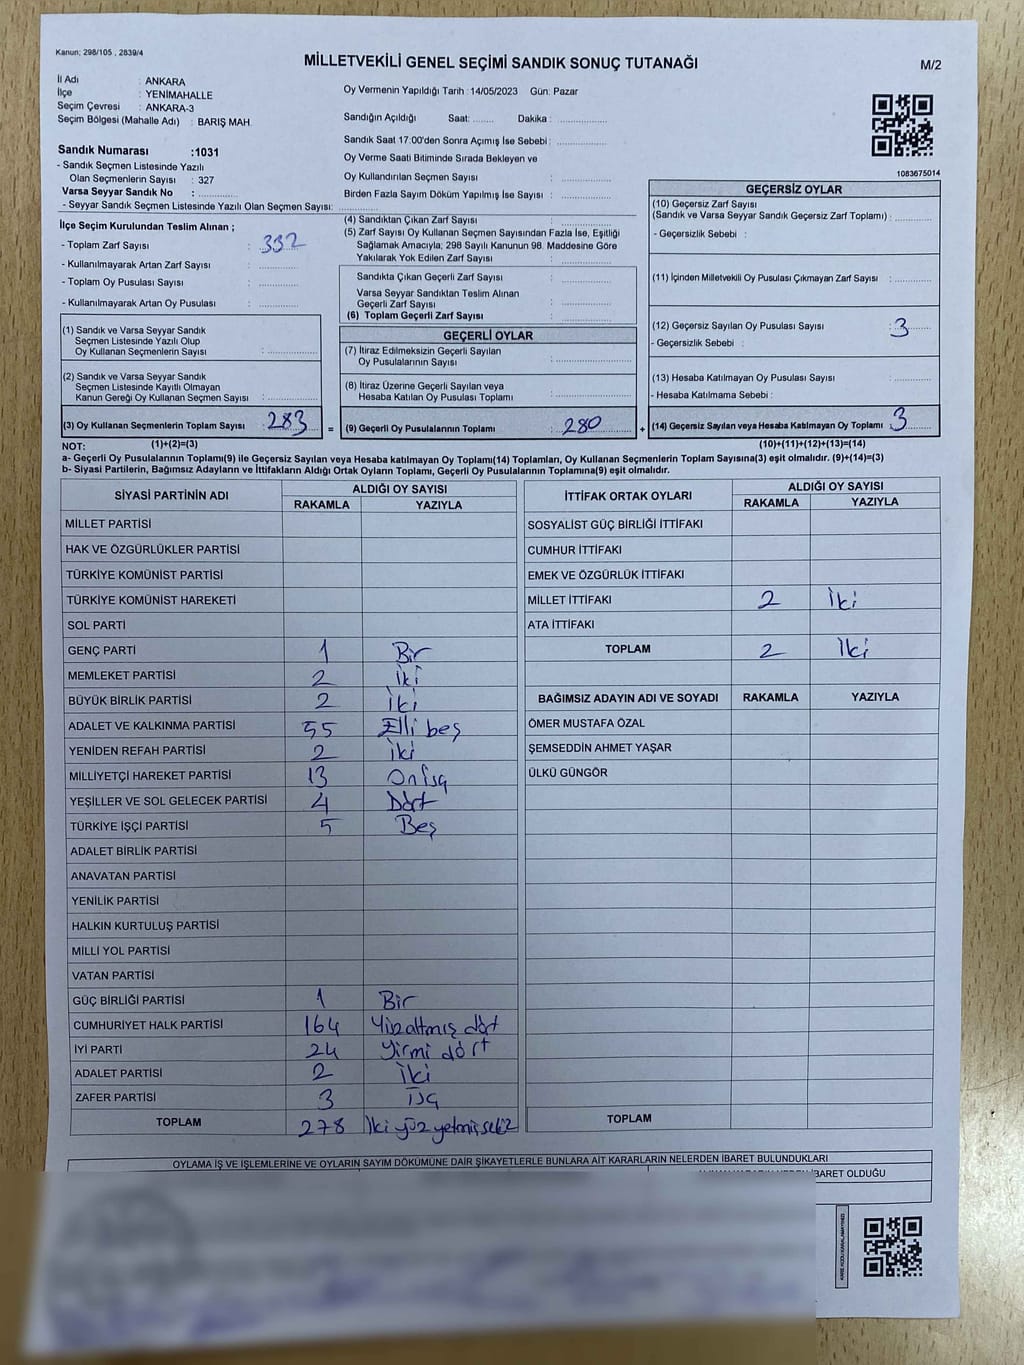 Kanun; 298/105 , 2839/4
MİLLETVEKİLİ GENEL SEÇİMİ SANDIK SONUÇ TUTANAĞI
M/2
İl Adı : ANKARA
İlçe : YENİMAHALLE
Seçim Çevresi : ANKARA-3
Seçim Bölgesi (Mahalle Adı) : BARIŞ MAH.
Oy Vermenin Yapıldığı Tarih : 14/05/2023 Gün: Pazar
Sandığın Açıldığı Saat: ........ Dakika : ................
Sandık Saat 17:00'den Sonra Açımış İse Sebebi : ................
Oy Verme Saati Bitiminde Sırada Bekleyen ve
Oy Kullandırılan Seçmen Sayısı : ................
Birden Fazla Sayım Döküm Yapılmış İse Sayısı : ................
Sandık Numarası :1031
- Sandık Seçmen Listesinde Yazılı
Olan Seçmenlerin Sayısı : 327
Varsa Seyyar Sandık No : ................
- Seyyar Sandık Seçmen Listesinde Yazılı Olan Seçmen Sayısı: ................
1083675014
İlçe Seçim Kurulundan Teslim Alınan ;
- Toplam Zarf Sayısı : 332
- Kullanılmayarak Artan Zarf Sayısı : ............
- Toplam Oy Pusulası Sayısı : ............
- Kullanılmayarak Artan Oy Pusulası : ............
(1) Sandık ve Varsa Seyyar Sandık
Seçmen Listesinde Yazılı Olup
Oy Kullanan Seçmenlerin Sayısı : ................
(2) Sandık ve Varsa Seyyar Sandık
Seçmen Listesinde Kayıtlı Olmayan
Kanun Gereği Oy Kullanan Seçmen Sayısı : ................
(3) Oy Kullanan Seçmenlerin Toplam Sayısı : 283
=
(4) Sandıktan Çıkan Zarf Sayısı : ................
(5) Zarf Sayısı Oy Kullanan Seçmen Sayısından Fazla İse, Eşitliği
Sağlamak Amacıyla; 298 Sayılı Kanunun 98. Maddesine Göre
Yakılarak Yok Edilen Zarf Sayısı : ................
Sandıkta Çıkan Geçerli Zarf Sayısı : ................
Varsa Seyyar Sandıktan Teslim Alınan
Geçerli Zarf Sayısı : ................
(6) Toplam Geçerli Zarf Sayısı : ................
GEÇERLİ OYLAR
(7) İtiraz Edilmeksizin Geçerli Sayılan
Oy Pusulalarının Sayısı : ................
(8) İtiraz Üzerine Geçerli Sayılan veya
Hesaba Katılan Oy Pusulası Toplamı : ................
(9) Geçerli Oy Pusulasının Toplamı : 280
+
GEÇERSİZ OYLAR
(10) Geçersiz Zarf Sayısı
(Sandık ve Varsa Seyyar Sandık Geçersiz Zarf Toplamı) : ............
- Geçersizlik Sebebi :
(11) İçinden Milletvekili Oy Pusulası Çıkmayan Zarf Sayısı : ............
(12) Geçersiz Sayılan Oy Pusulası Sayısı : 3
- Geçersizlik Sebebi :
(13) Hesaba Katılmayan Oy Pusulası Sayısı : ............
- Hesaba Katılmama Sebebi :
(14) Geçersiz Sayılan veya Hesaba Katılmayan Oy Toplamı : 3
NOT: (1)+(2)=(3) (10)+(11)+(12)+(13)=(14)
a- Geçerli Oy Pusulasının Toplamı(9) ile Geçersiz Sayılan veya Hesaba katılmayan Oy Toplamı(14) Toplamları, Oy Kullanan Seçmenlerin Toplam Sayısına(3) eşit olmalıdır. (9)+(14)=(3)
b- Siyasi Partilerin, Bağımsız Adayların ve İttifakların Aldığı Ortak Oyların Toplamı, Geçerli Oy Pusulasının Toplamına(9) eşit olmalıdır.
SİYASİ PARTİNİN ADI ALDIĞI OY SAYISI
RAKAMLA YAZIYLA
MİLLET PARTİSİ
HAK VE ÖZGÜRLÜKLER PARTİSİ
TÜRKİYE KOMÜNİST PARTİSİ
TÜRKİYE KOMÜNİST HAREKETİ
SOL PARTİ
GENÇ PARTİ 1 Bir
MEMLEKET PARTİSİ 2 İki
BÜYÜK BİRLİK PARTİSİ 2 İki
ADALET VE KALKINMA PARTİSİ 55 Elli beş
YENİDEN REFAH PARTİSİ 2 İki
MİLLİYETÇİ HAREKET PARTİSİ 13 Onüç
YEŞİLLER VE SOL GELECEK PARTİSİ 4 Dört
TÜRKİYE İŞÇİ PARTİSİ 5 Beş
ADALET BİRLİK PARTİSİ
ANAVATAN PARTİSİ
YENİLİK PARTİSİ
HALKIN KURTULUŞ PARTİSİ
MİLLİ YOL PARTİSİ
VATAN PARTİSİ
GÜÇ BİRLİĞİ PARTİSİ 1 Bir
CUMHURİYET HALK PARTİSİ 164 Yüzaltmış dört
İYİ PARTİ 24 Yirmi dört
ADALET PARTİSİ 2 İki
ZAFER PARTİSİ 3 Üç
TOPLAM 278 İki yüz yetmiş sekiz
İTTİFAK ORTAK OYLARI ALDIĞI OY SAYISI
RAKAMLA YAZIYLA
SOSYALİST GÜÇ BİRLİĞİ İTTİFAKI
CUMHUR İTTİFAKI
EMEK VE ÖZGÜRLÜK İTTİFAKI
MİLLET İTTİFAKI 2 İki
ATA İTTİFAKI
TOPLAM 2 İki
BAĞIMSIZ ADAYIN ADI VE SOYADI RAKAMLA YAZIYLA
ÖMER MUSTAFA ÖZAL
ŞEMSEDDİN AHMET YAŞAR
ÜLKÜ GÜNGÖR
TOPLAM
OYLAMA İŞ VE İŞLEMLERİNE VE OYLARIN SAYIM DÖKÜMÜNE DAİR ŞİKAYETLERLE BUNLARA AİT KARARLARIN NELERDEN İBARET BULUNDUKLARI
İBARET OLDUĞU